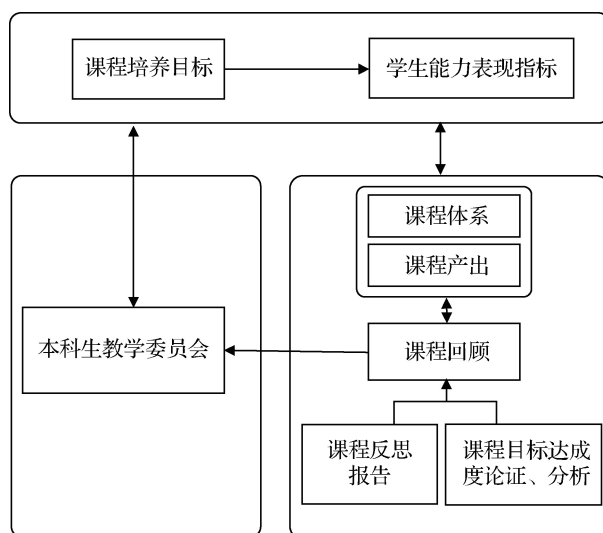 课程培养目标
学生能力表现指标
课程体系
课程产出
本科生教学委员会
课程回顾
课程反思
报告
课程目标达成
度论证、分析